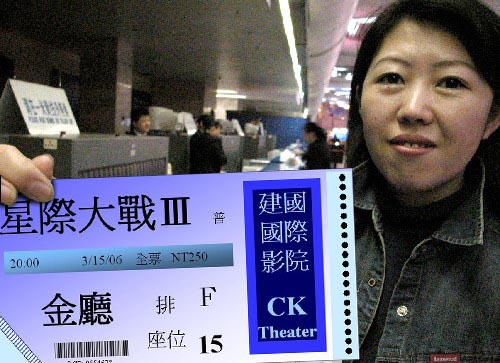 星際大戰Ⅲ 普
20:00 3/15/06 全票 NT250
金廳 排 F
座位 15
建國
國際
影院
CK
Theater